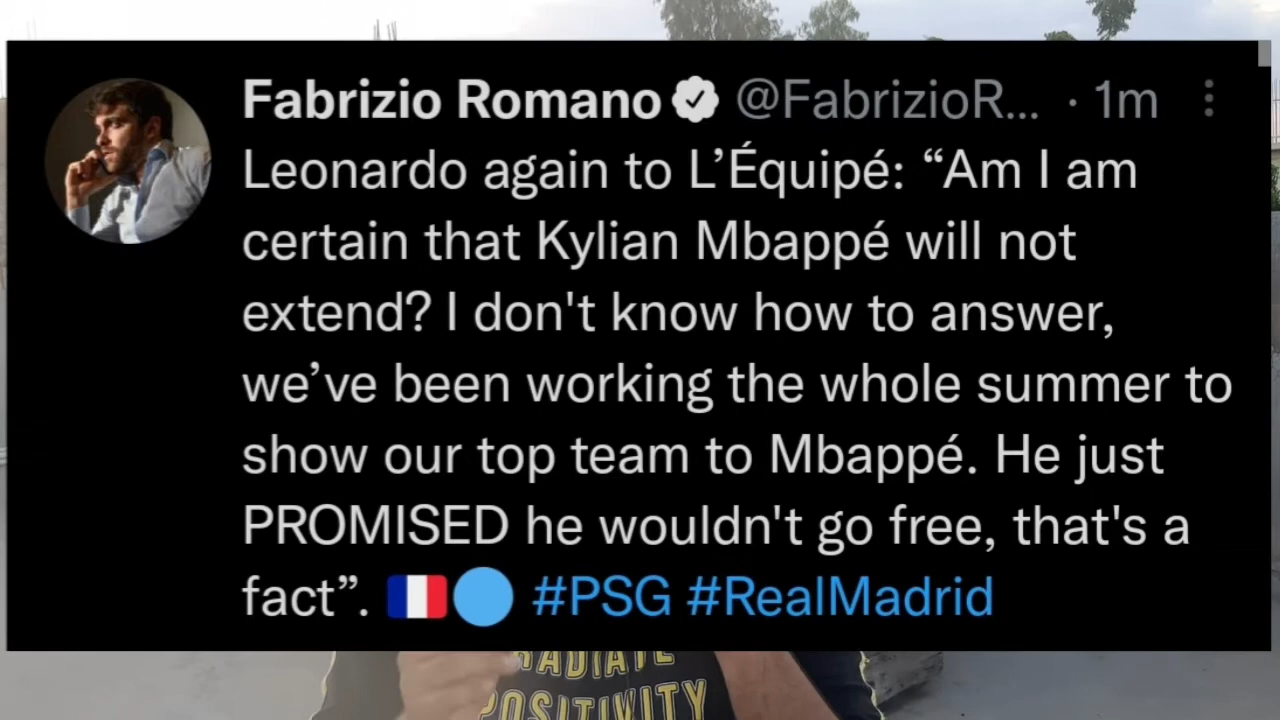 Fabrizio Romano @FabrizioR... · 1m
Leonardo again to L’Équipé: “Am I am
certain that Kylian Mbappé will not
extend? I don't know how to answer,
we’ve been working the whole summer to
show our top team to Mbappé. He just
PROMISED he wouldn't go free, that's a
fact”. 🇫🇷🔵 #PSG #RealMadrid
RADIATE
POSITIVITY